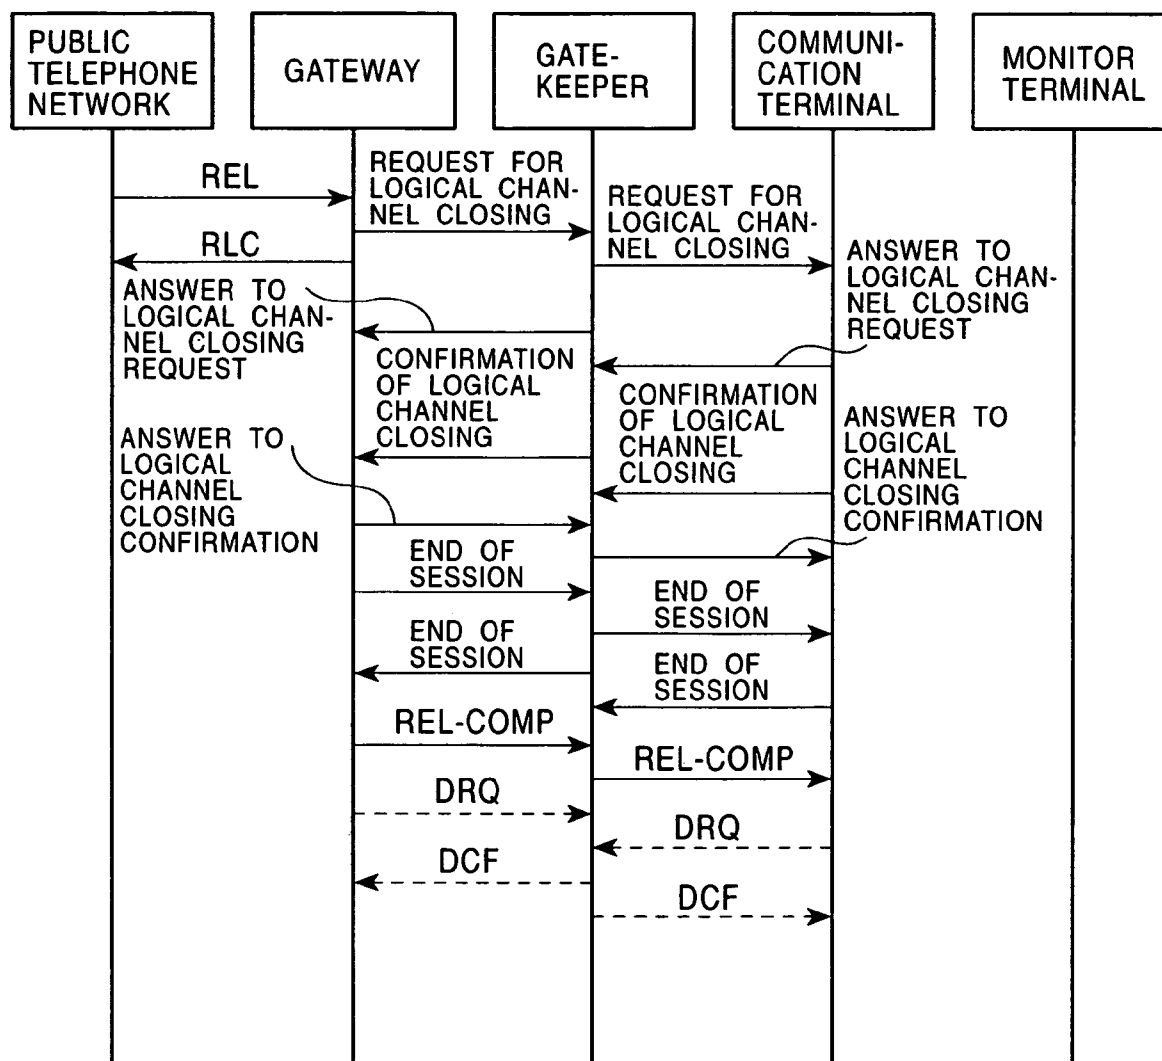 PUBLIC
TELEPHONE
NETWORK
GATEWAY
GATE-
KEEPER
COMMUNI-
CATION
TERMINAL
MONITOR
TERMINAL
REL
REQUEST FOR
LOGICAL CHAN-
NEL CLOSING
REQUEST FOR
LOGICAL CHAN-
NEL CLOSING
RLC
ANSWER TO
LOGICAL CHAN-
NEL CLOSING
REQUEST
ANSWER TO
LOGICAL CHAN-
NEL CLOSING
REQUEST
CONFIRMATION
OF LOGICAL
CHANNEL
CLOSING
CONFIRMATION
OF LOGICAL
CHANNEL
CLOSING
ANSWER TO
LOGICAL
CHANNEL
CLOSING
CONFIRMATION
ANSWER TO
LOGICAL
CHANNEL
CLOSING
CONFIRMATION
END OF
SESSION
END OF
SESSION
END OF
SESSION
END OF
SESSION
REL-COMP
REL-COMP
DRQ
DRQ
DCF
DCF